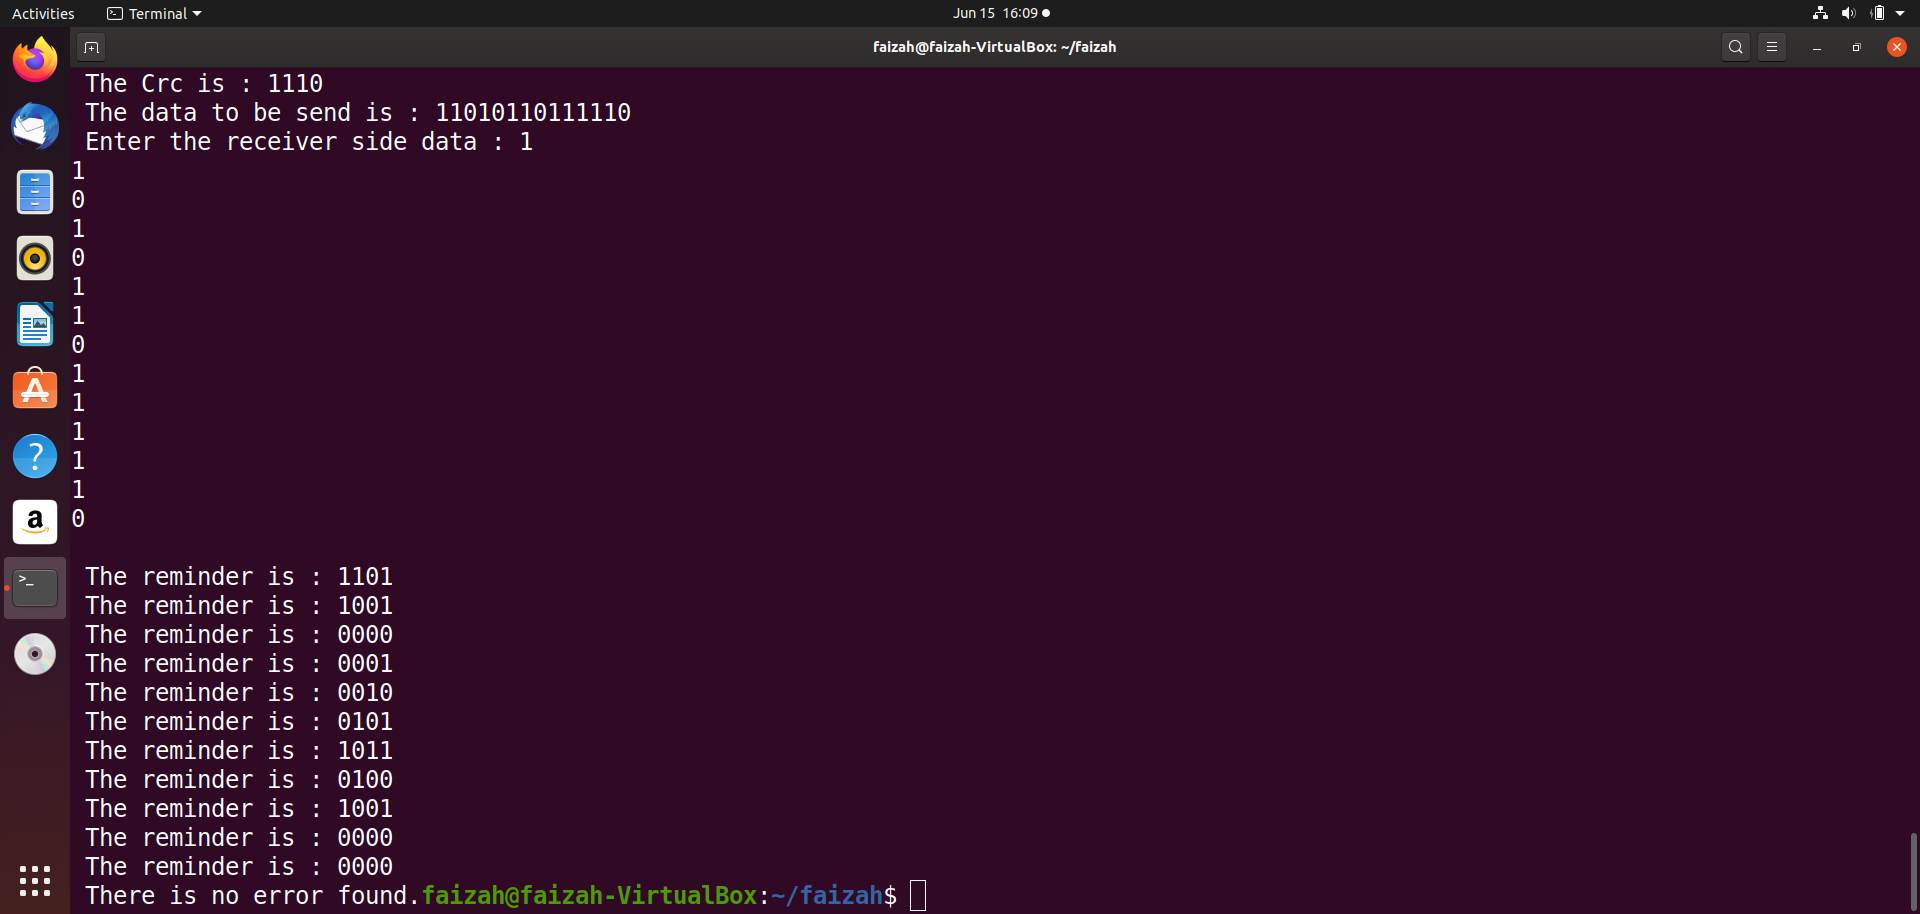 Activities
Terminal
Jun 15 16:09
faizah@faizah-VirtualBox: ~/faizah
The Crc is : 1110
The data to be send is : 11010110111110
Enter the receiver side data : 1
1
0
1
0
1
1
0
1
1
1
1
1
0
The reminder is : 1101
The reminder is : 1001
The reminder is : 0000
The reminder is : 0001
The reminder is : 0010
The reminder is : 0101
The reminder is : 1011
The reminder is : 0100
The reminder is : 1001
The reminder is : 0000
The reminder is : 0000
There is no error found.faizah@faizah-VirtualBox:~/faizah$